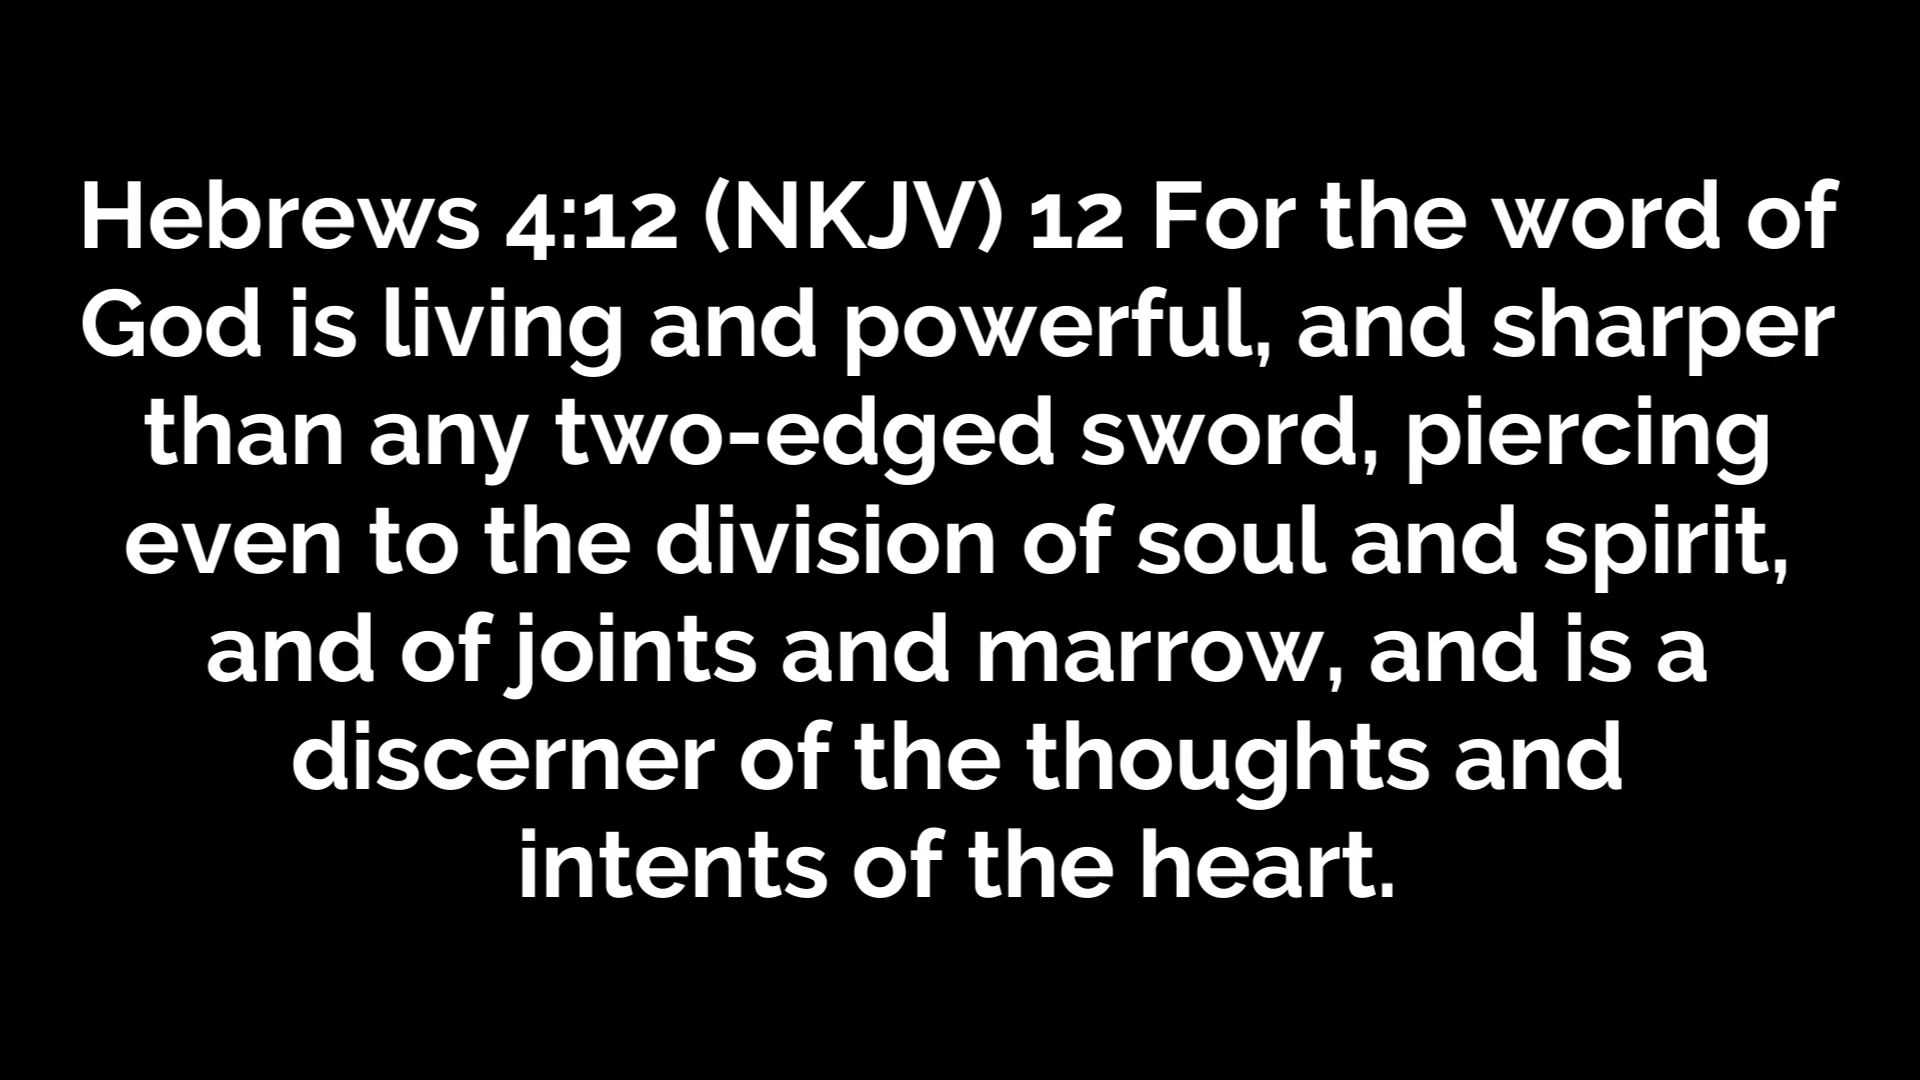 Hebrews 4:12 (NKJV) 12 For the word of
God is living and powerful, and sharper
than any two-edged sword, piercing
even to the division of soul and spirit,
and of joints and marrow, and is a
discerner of the thoughts and
intents of the heart.